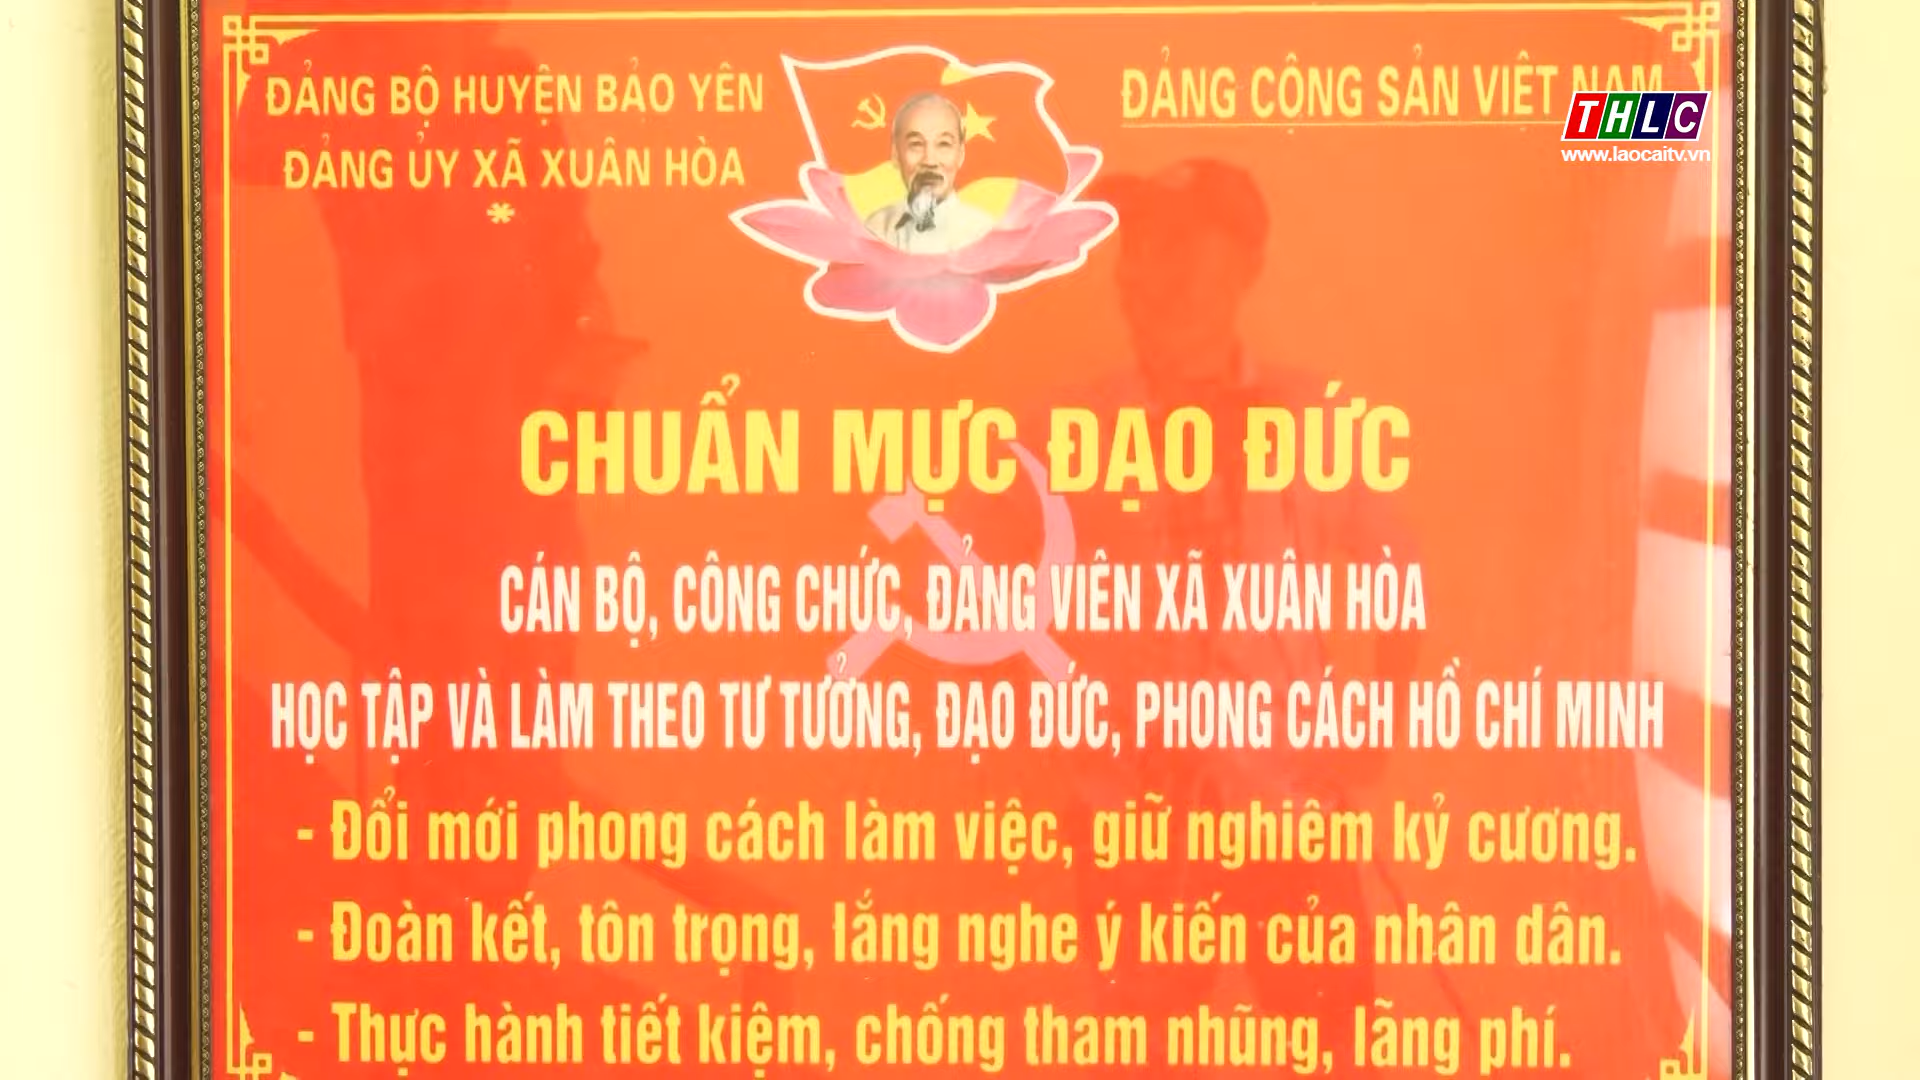 ĐẢNG BỘ HUYỆN BẢO YÊN
ĐẢNG ỦY XÃ XUÂN HÒA
*
ĐẢNG CỘNG SẢN VIỆT NAM
THLC
www.laocaitv.vn
CHUẨN MỰC ĐẠO ĐỨC
CÁN BỘ, CÔNG CHỨC, ĐẢNG VIÊN XÃ XUÂN HÒA
HỌC TẬP VÀ LÀM THEO TƯ TƯỞNG, ĐẠO ĐỨC, PHONG CÁCH HỒ CHÍ MINH
- Đổi mới phong cách làm việc, giữ nghiêm kỷ cương.
- Đoàn kết, tôn trọng, lắng nghe ý kiến của nhân dân.
- Thực hành tiết kiệm, chống tham nhũng, lãng phí.